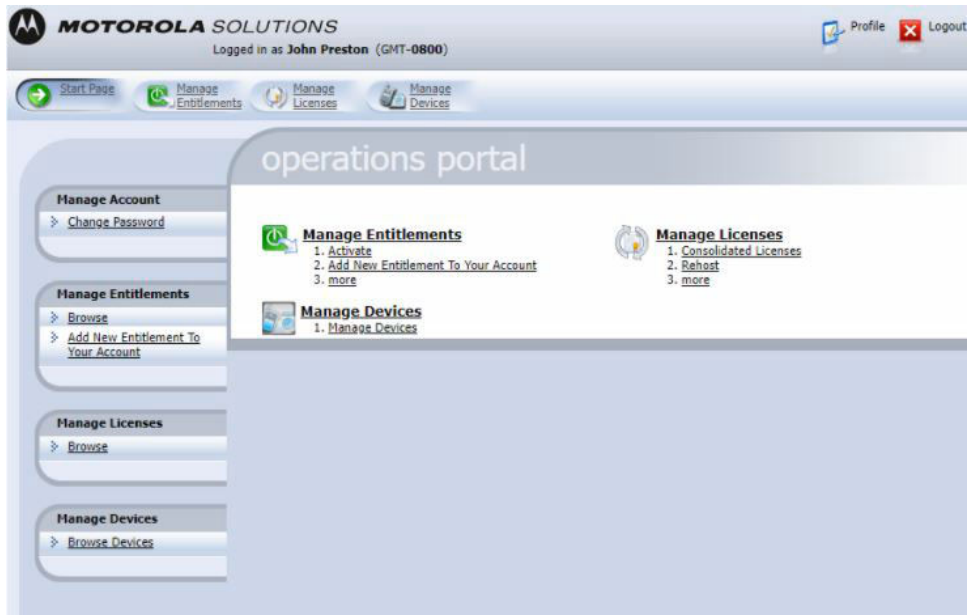 MOTOROLA SOLUTIONS
Logged in as John Preston (GMT-0800)
Profile
Logout
Start Page
Manage
Entitlements
Manage
Licenses
Manage
Devices
operations portal
Manage Account
Change Password
Manage Entitlements
Browse
Add New Entitlement To
Your Account
Manage Licenses
Browse
Manage Devices
Browse Devices
Manage Entitlements
1. Activate
2. Add New Entitlement To Your Account
3. more
Manage Licenses
1. Consolidated Licenses
2. Rehost
3. more
Manage Devices
1. Manage Devices